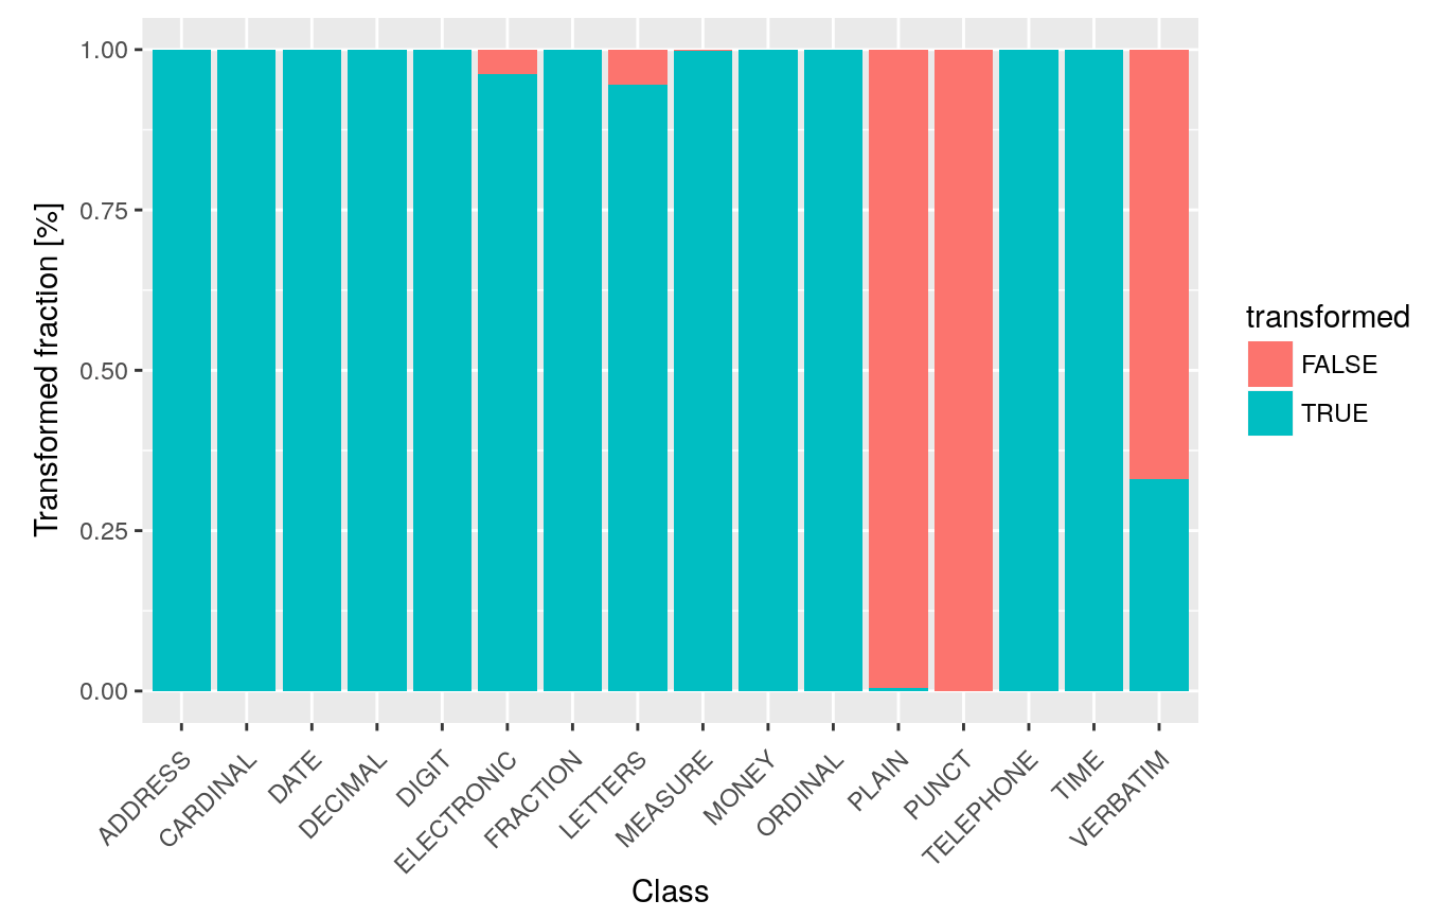 1.00
0.75
0.50
0.25
0.00
Transformed fraction [%]
ADDRESS
CARDINAL
DATE
DECIMAL
DIGIT
ELECTRONIC
FRACTION
LETTERS
MEASURE
MONEY
ORDINAL
PLAIN
PUNCT
TELEPHONE
TIME
VERBATIM
Class
transformed
FALSE
TRUE